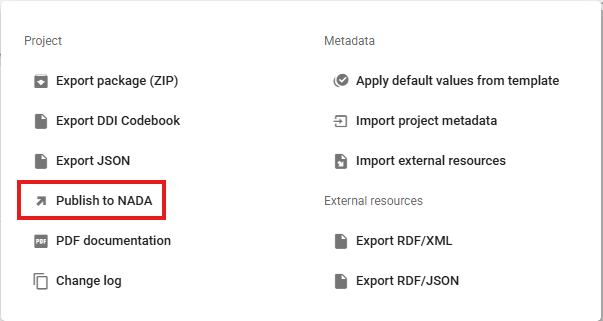 Project
Export package (ZIP)
Export DDI Codebook
Export JSON
Publish to NADA
PDF
PDF documentation
Change log
Metadata
Apply default values from template
Import project metadata
Import external resources
External resources
Export RDF/XML
Export RDF/JSON